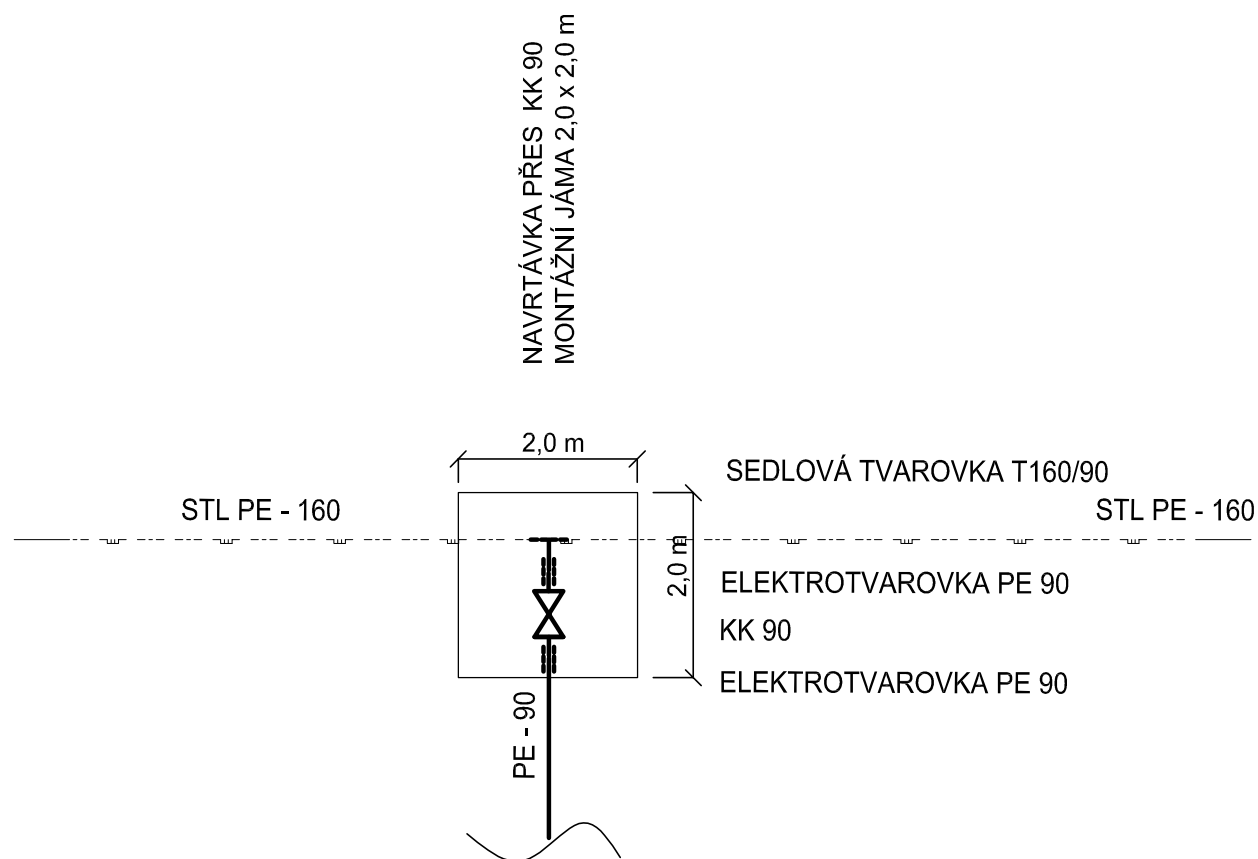 NAVRTÁVKA PŘES KK 90
MONTÁŽNÍ JÁMA 2,0 x 2,0 m
2,0 m
SEDLOVÁ TVAROVKA T160/90
STL PE - 160
STL PE - 160
2,0 m
ELEKTROTVAROVKA PE 90
KK 90
ELEKTROTVAROVKA PE 90
PE - 90